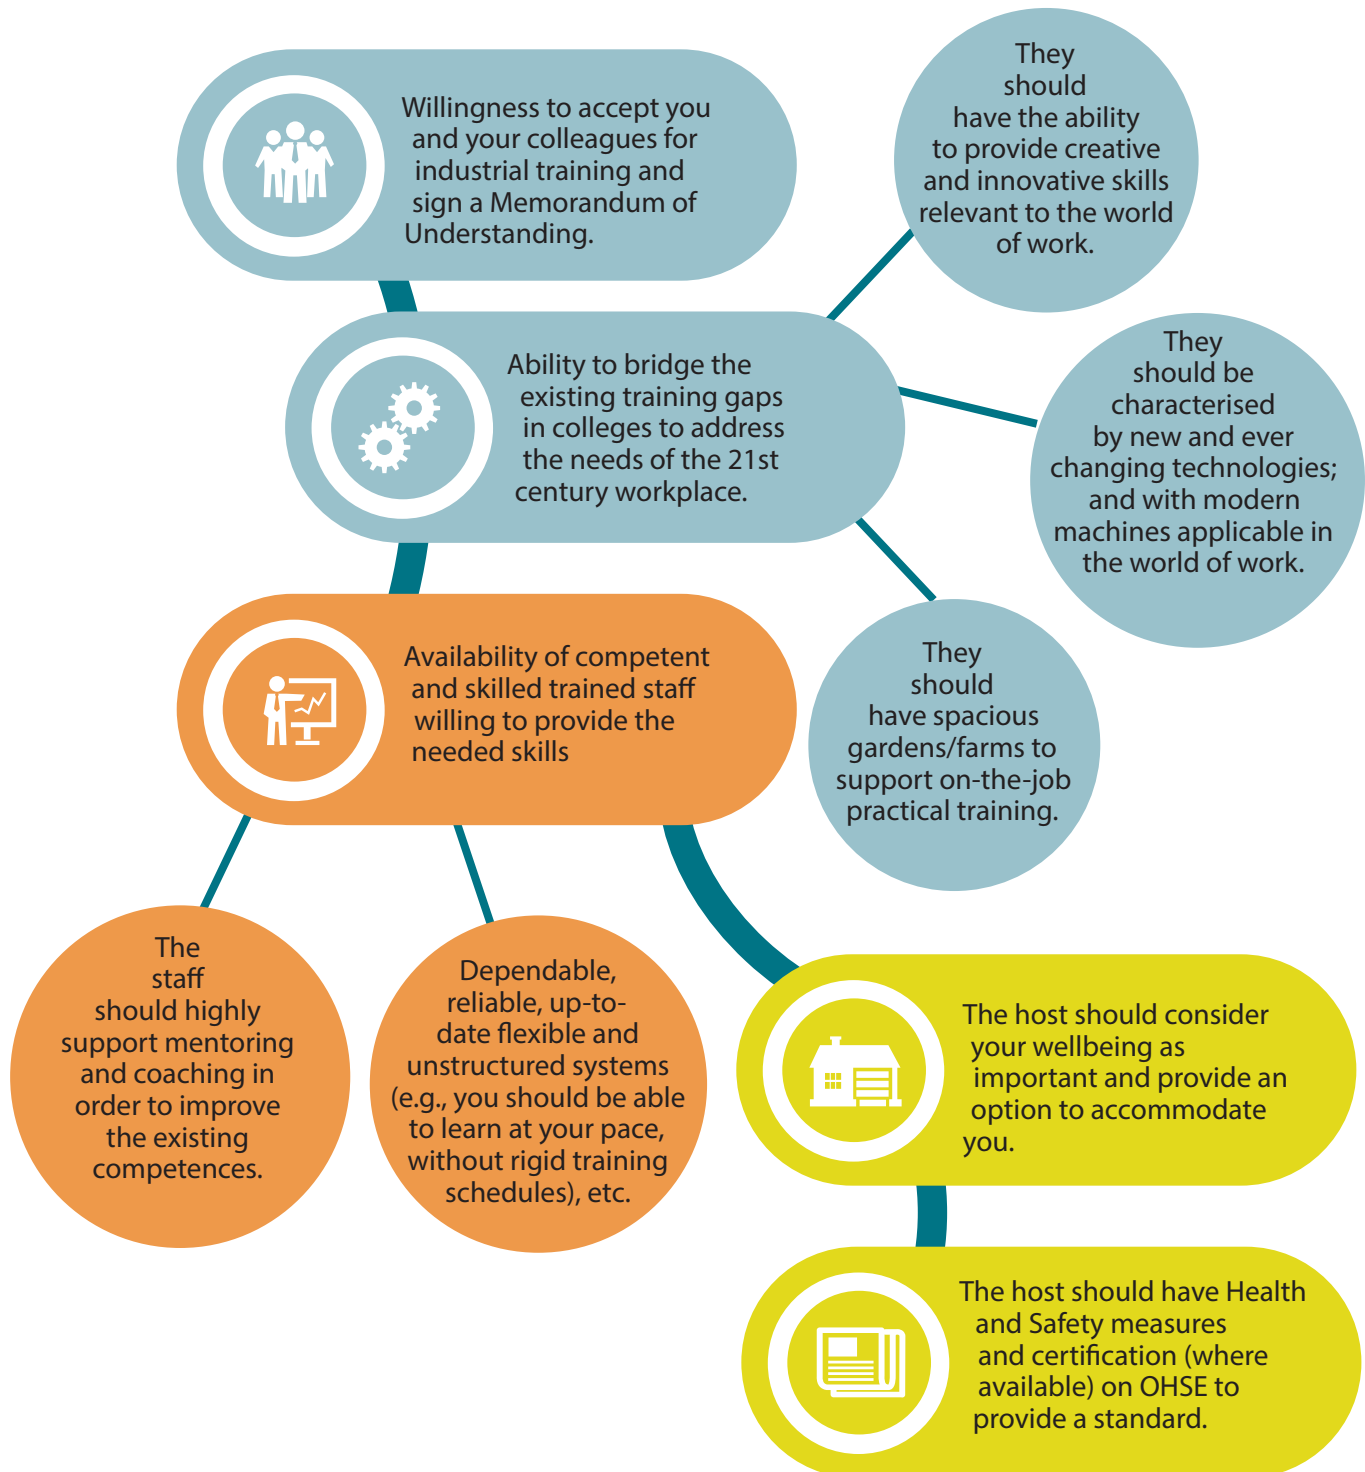 Willingness to accept you
and your colleagues for
industrial training and
sign a Memorandum of
Understanding.
They
should
have the ability
to provide creative
and innovative skills
relevant to the world
of work.
Ability to bridge the
existing training gaps
in colleges to address
the needs of the 21st
century workplace.
They
should be
characterised
by new and ever
changing technologies;
and with modern
machines applicable in
the world of work.
They
should
have spacious
gardens/farms to
support on-the-job
practical training.
Availability of competent
and skilled trained staff
willing to provide the
needed skills
The
staff
should highly
support mentoring
and coaching in
order to improve
the existing
competences.
Dependable,
reliable, up-to-
date flexible and
unstructured systems
(e.g., you should be able
to learn at your pace,
without rigid training
schedules), etc.
The host should consider
your wellbeing as
important and provide an
option to accommodate
you.
The host should have Health
and Safety measures
and certification (where
available) on OHSE to
provide a standard.